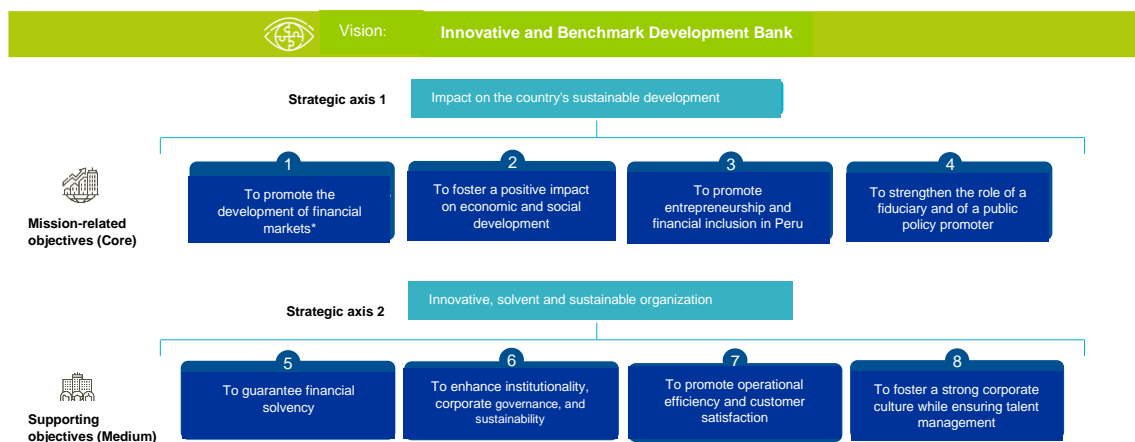 Vision: Innovative and Benchmark Development Bank
Strategic axis 1
Impact on the country's sustainable development
1
2
3
4
Mission-related
objectives (Core)
To promote the
development of financial
markets*
To foster a positive impact
on economic and social
development
To promote
entrepreneurship and
financial inclusion in Peru
To strengthen the role of a
fiduciary and of a public
policy promoter
Strategic axis 2
Innovative, solvent and sustainable organization
5
6
7
8
Supporting
objectives (Medium)
To guarantee financial
solvency
To enhance institutionality,
corporate governance, and
sustainability
To promote operational
efficiency and customer
satisfaction
To foster a strong corporate
culture while ensuring talent
management